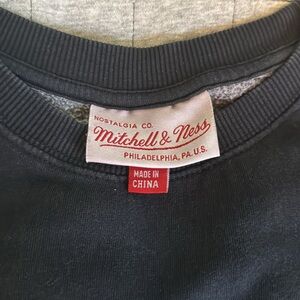 NOSTALGIA CO.
Mitchell & Ness
PHILADELPHIA, PA. U.S.
MADE IN
CHINA